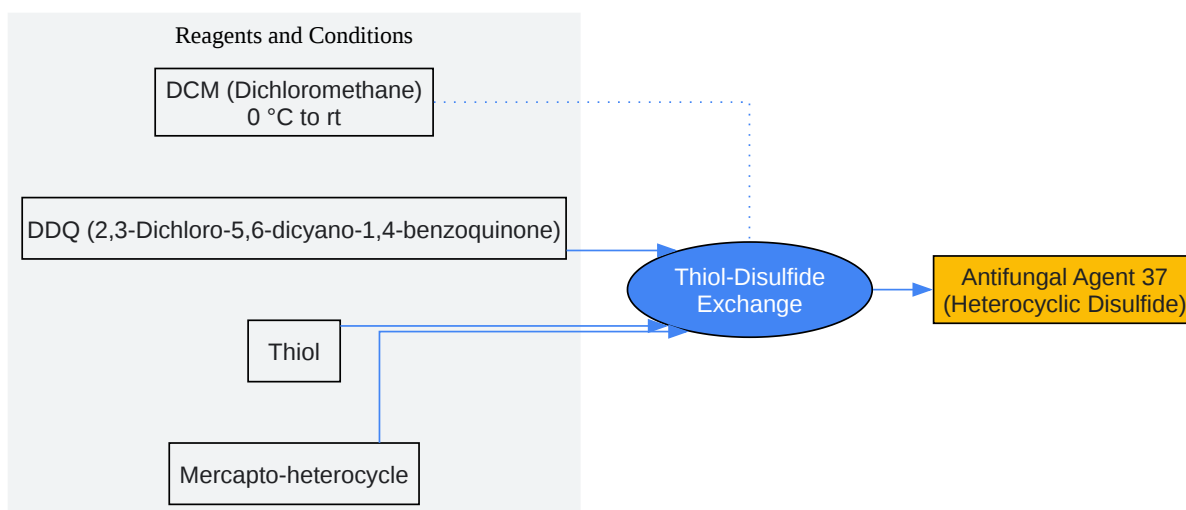 Reagents and Conditions
DCM (Dichloromethane)
0 °C to rt
DDQ (2,3-Dichloro-5,6-dicyano-1,4-benzoquinone)
Thiol
Mercapto-heterocycle
Thiol-Disulfide
Exchange
Antifungal Agent 37
(Heterocyclic Disulfide)